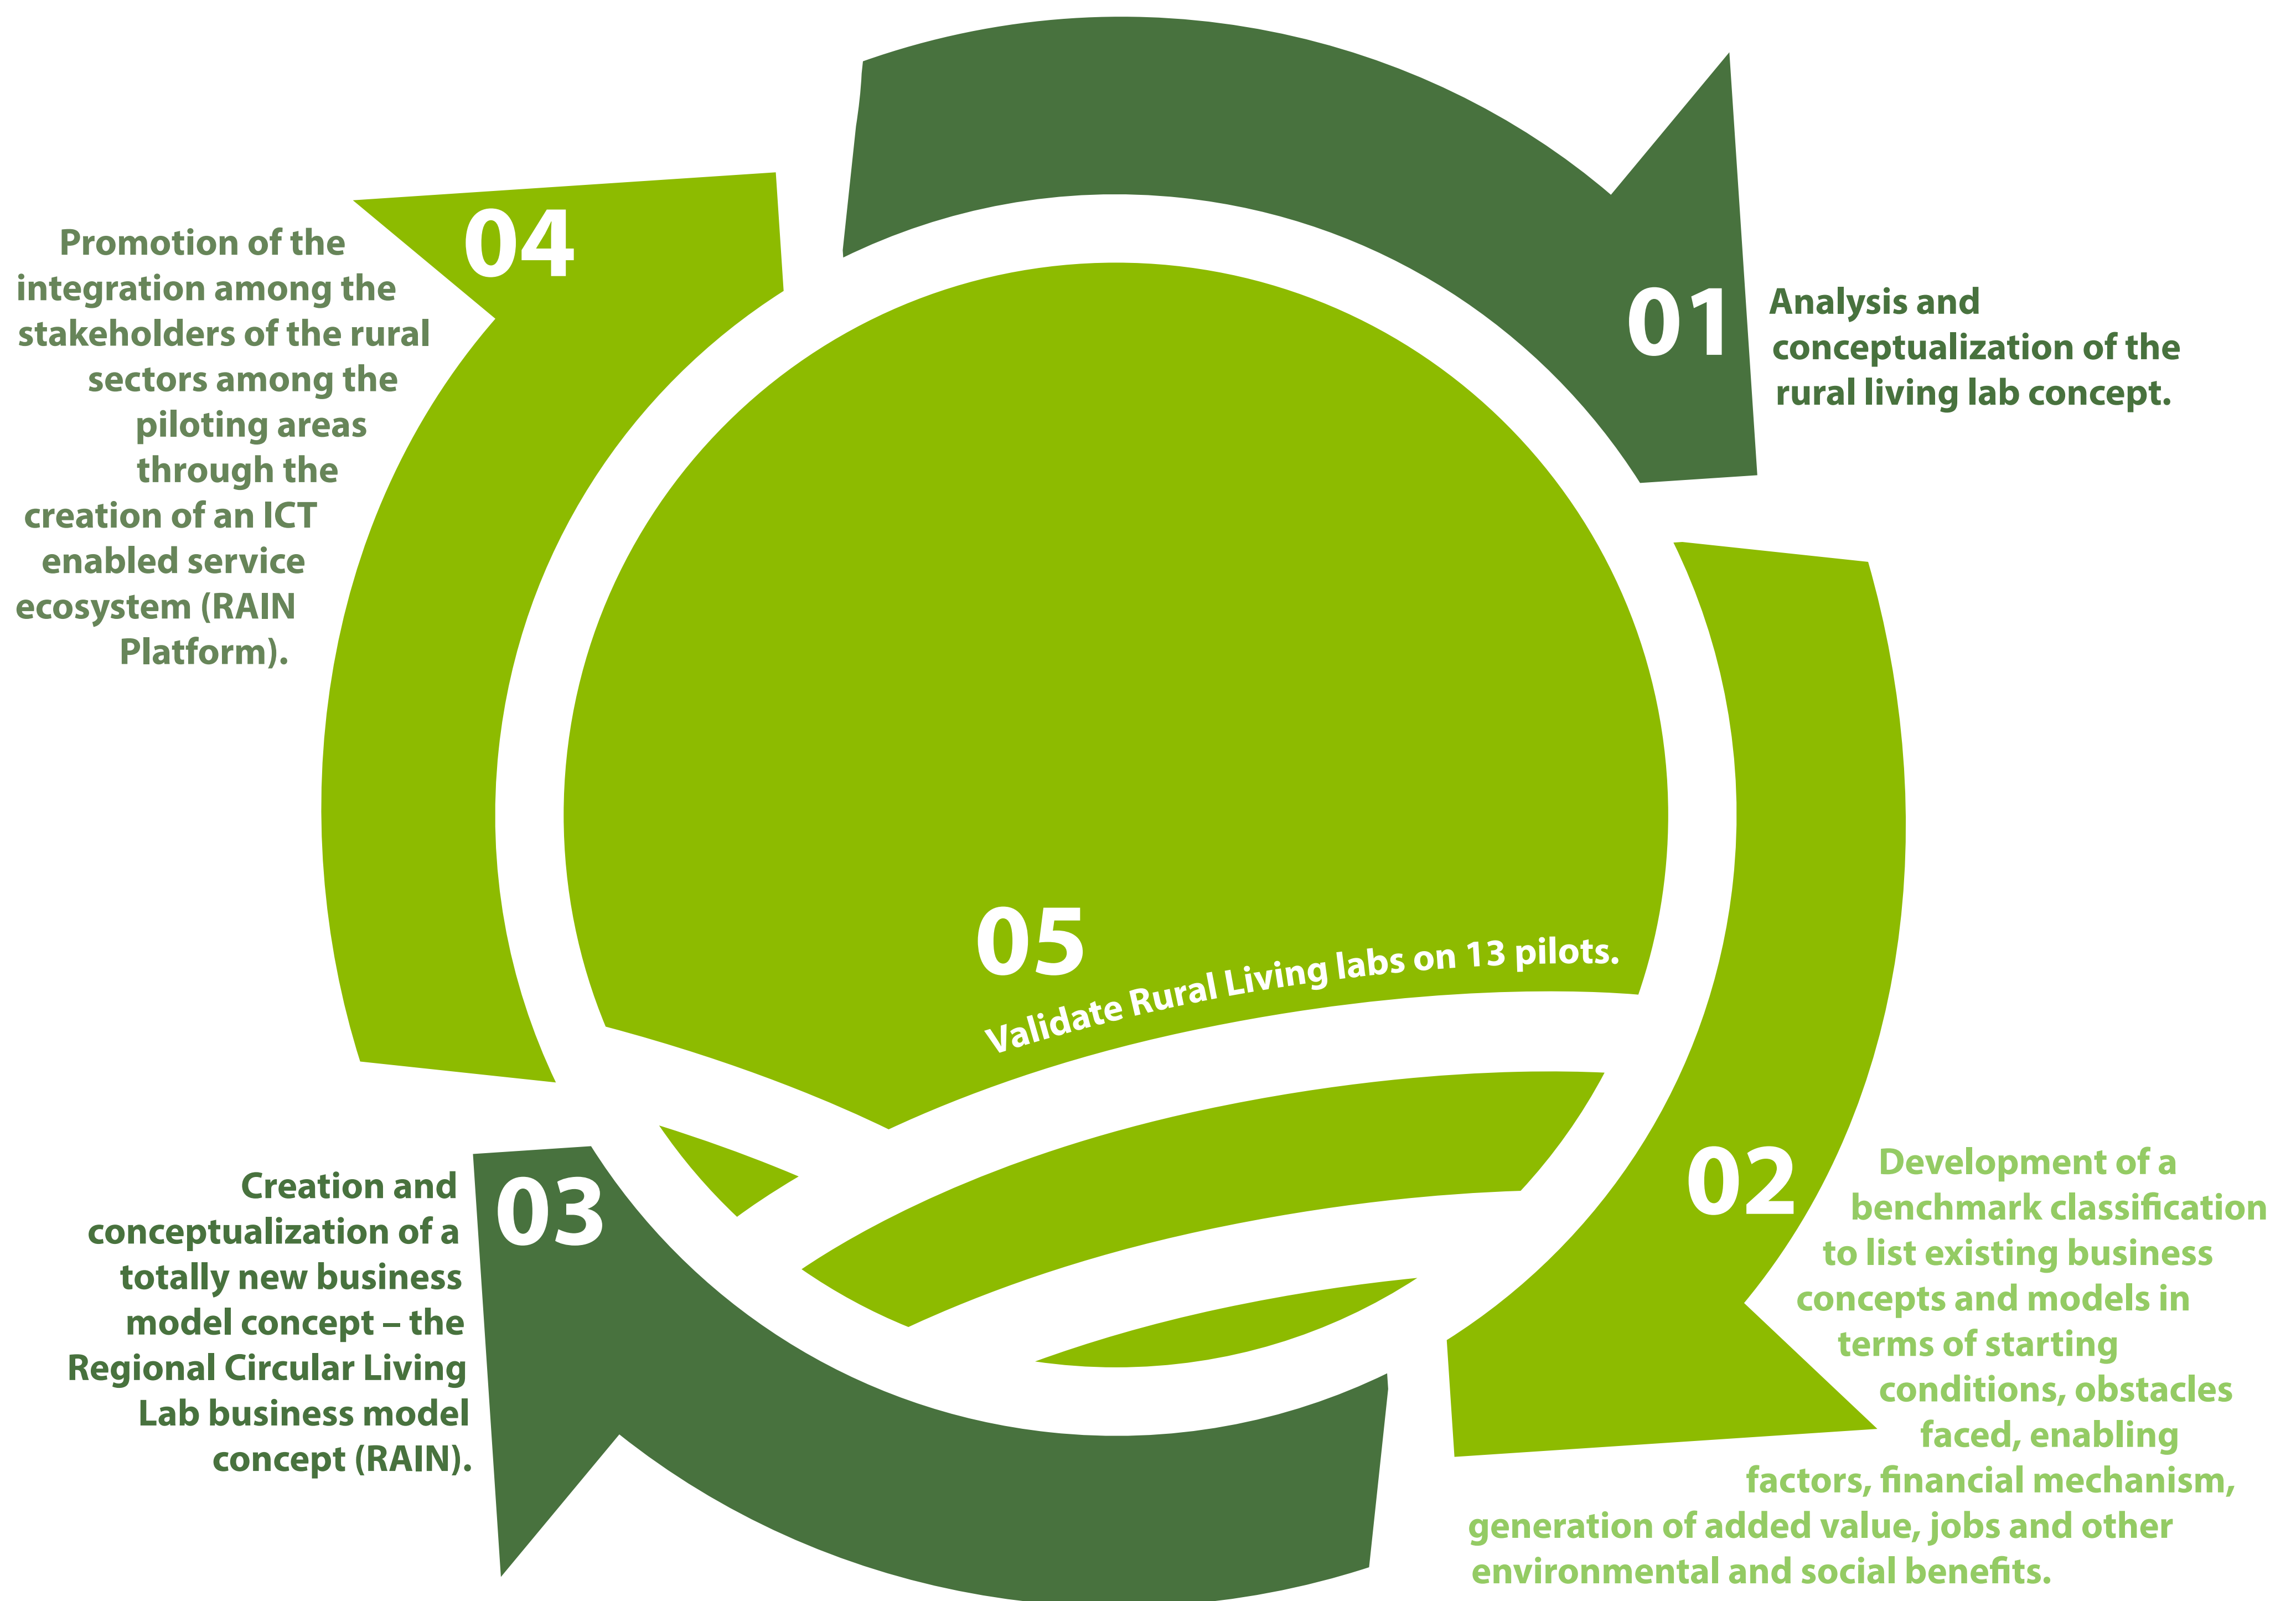 01
Analysis and
conceptualization of the
rural living lab concept.
02
Development of a
benchmark classification
to list existing business
concepts and models in
terms of starting
conditions, obstacles
faced, enabling
factors, financial mechanism,
generation of added value, jobs and other
environmental and social benefits.
03
Creation and
conceptualization of a
totally new business
model concept – the
Regional Circular Living
Lab business model
concept (RAIN).
04
Promotion of the
integration among the
stakeholders of the rural
sectors among the
piloting areas
through the
creation of an ICT
enabled service
ecosystem (RAIN
Platform).
05
Validate Rural Living labs on 13 pilots.